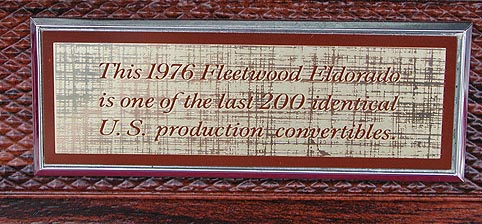 This 1976 Fleetwood Eldorado
is one of the last 200 identical
U.S. production convertibles.